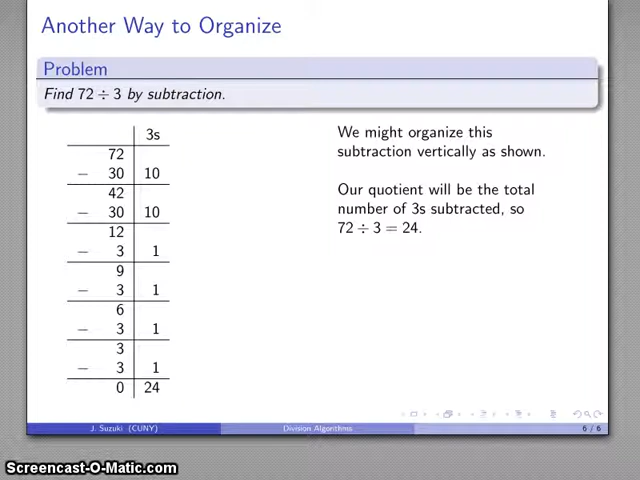 Another Way to Organize
Problem
Find 72 ÷ 3 by subtraction.
3s
72
− 30 10
42
− 30 10
12
− 3 1
9
− 3 1
6
− 3 1
3
− 3 1
0 24
We might organize this
subtraction vertically as shown.
Our quotient will be the total
number of 3s subtracted, so
72 ÷ 3 = 24.
J. Suzuki (CUNY) Division Algorithms 6 / 6
Screencast-O-Matic.com